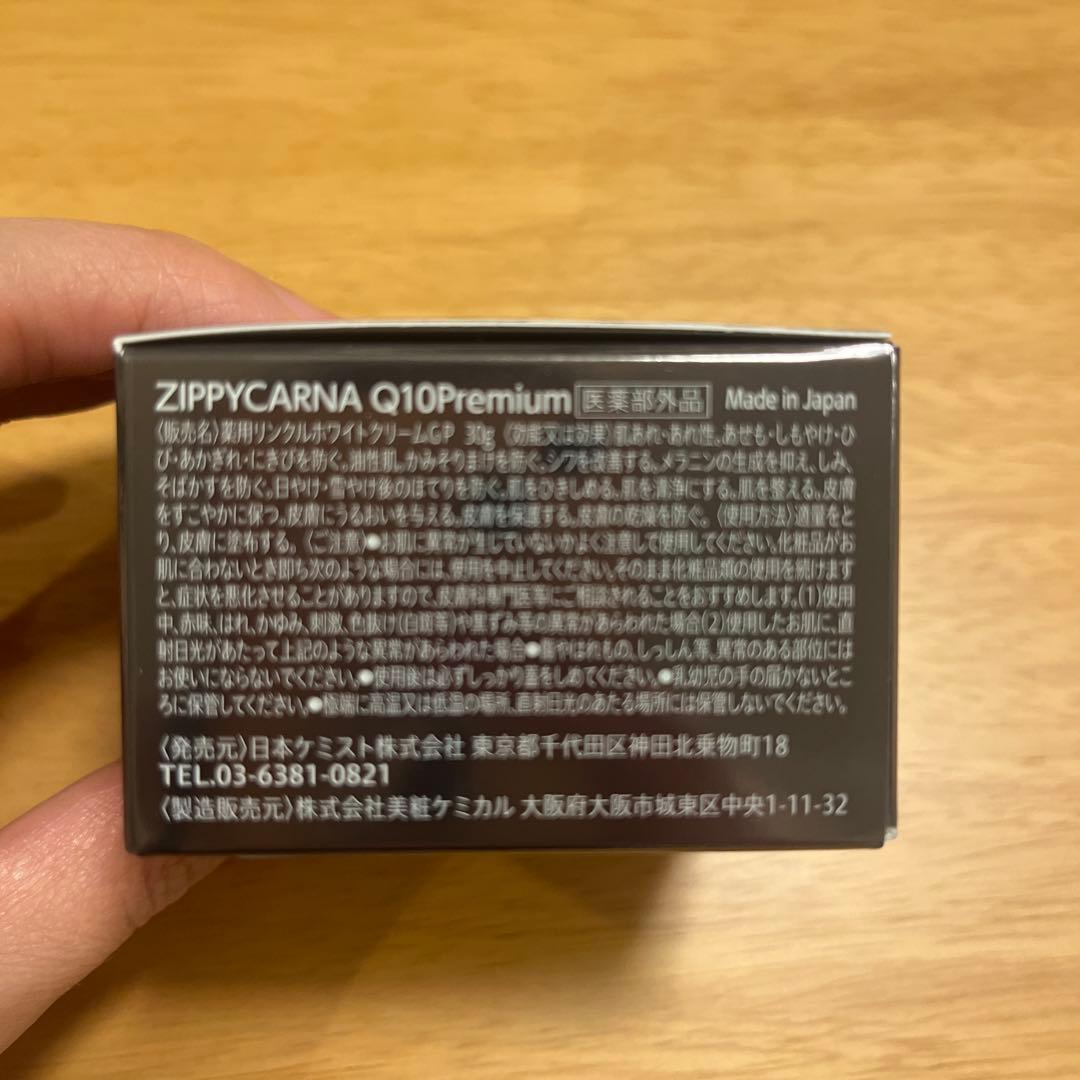 ZIPPYCARNA Q10Premium 医薬部外品 Made in Japan
〈販売名〉薬用リンクルホワイトクリームGP 30g 〈効能又は効果〉肌あれ・あれ性。あせも・しもやけ・ひ
び・あかぎれ・にきびを防ぐ。油性肌。かみそりまけを防ぐ。シワを改善する。メラニンの生成を抑え、しみ、
そばかすを防ぐ。日やけ・雪やけ後のほてりを防ぐ。肌をひきしめる。肌を清浄にする。肌を整える。皮膚
をすこやかに保つ。皮膚にうるおいを与える。皮膚を保護する。皮膚の乾燥を防ぐ。〈使用方法〉適量をと
り、皮膚に塗布する。〈ご注意〉●お肌に異常が生じていないかよく注意して使用してください。化粧品がお
肌に合わないとき即ち次のような場合には、使用を中止してください。そのまま化粧品類の使用を続けます
と、症状を悪化させることがありますので、皮膚科専門医等にご相談されることをおすすめします。(1)使用
中、赤味、はれ、かゆみ、刺激、色抜け(白斑等)や黒ずみ等の異常があらわれた場合(2)使用したお肌に、直
射日光があたって上記のような異常があらわれた場合●傷やはれもの、しっしん等、異常のある部位には
お使いにならないでください。●使用後は必ずしっかり蓋をしめてください。●乳幼児の手の届かないとこ
ろに保管してください。●極端に高温又は低温の場所、直射日光のあたる場所には保管しないでください。
〈発売元〉日本ケミスト株式会社 東京都千代田区神田北乗物町18
TEL.03-6381-0821
〈製造販売元〉株式会社美粧ケミカル 大阪府大阪市城東区中央1-11-32